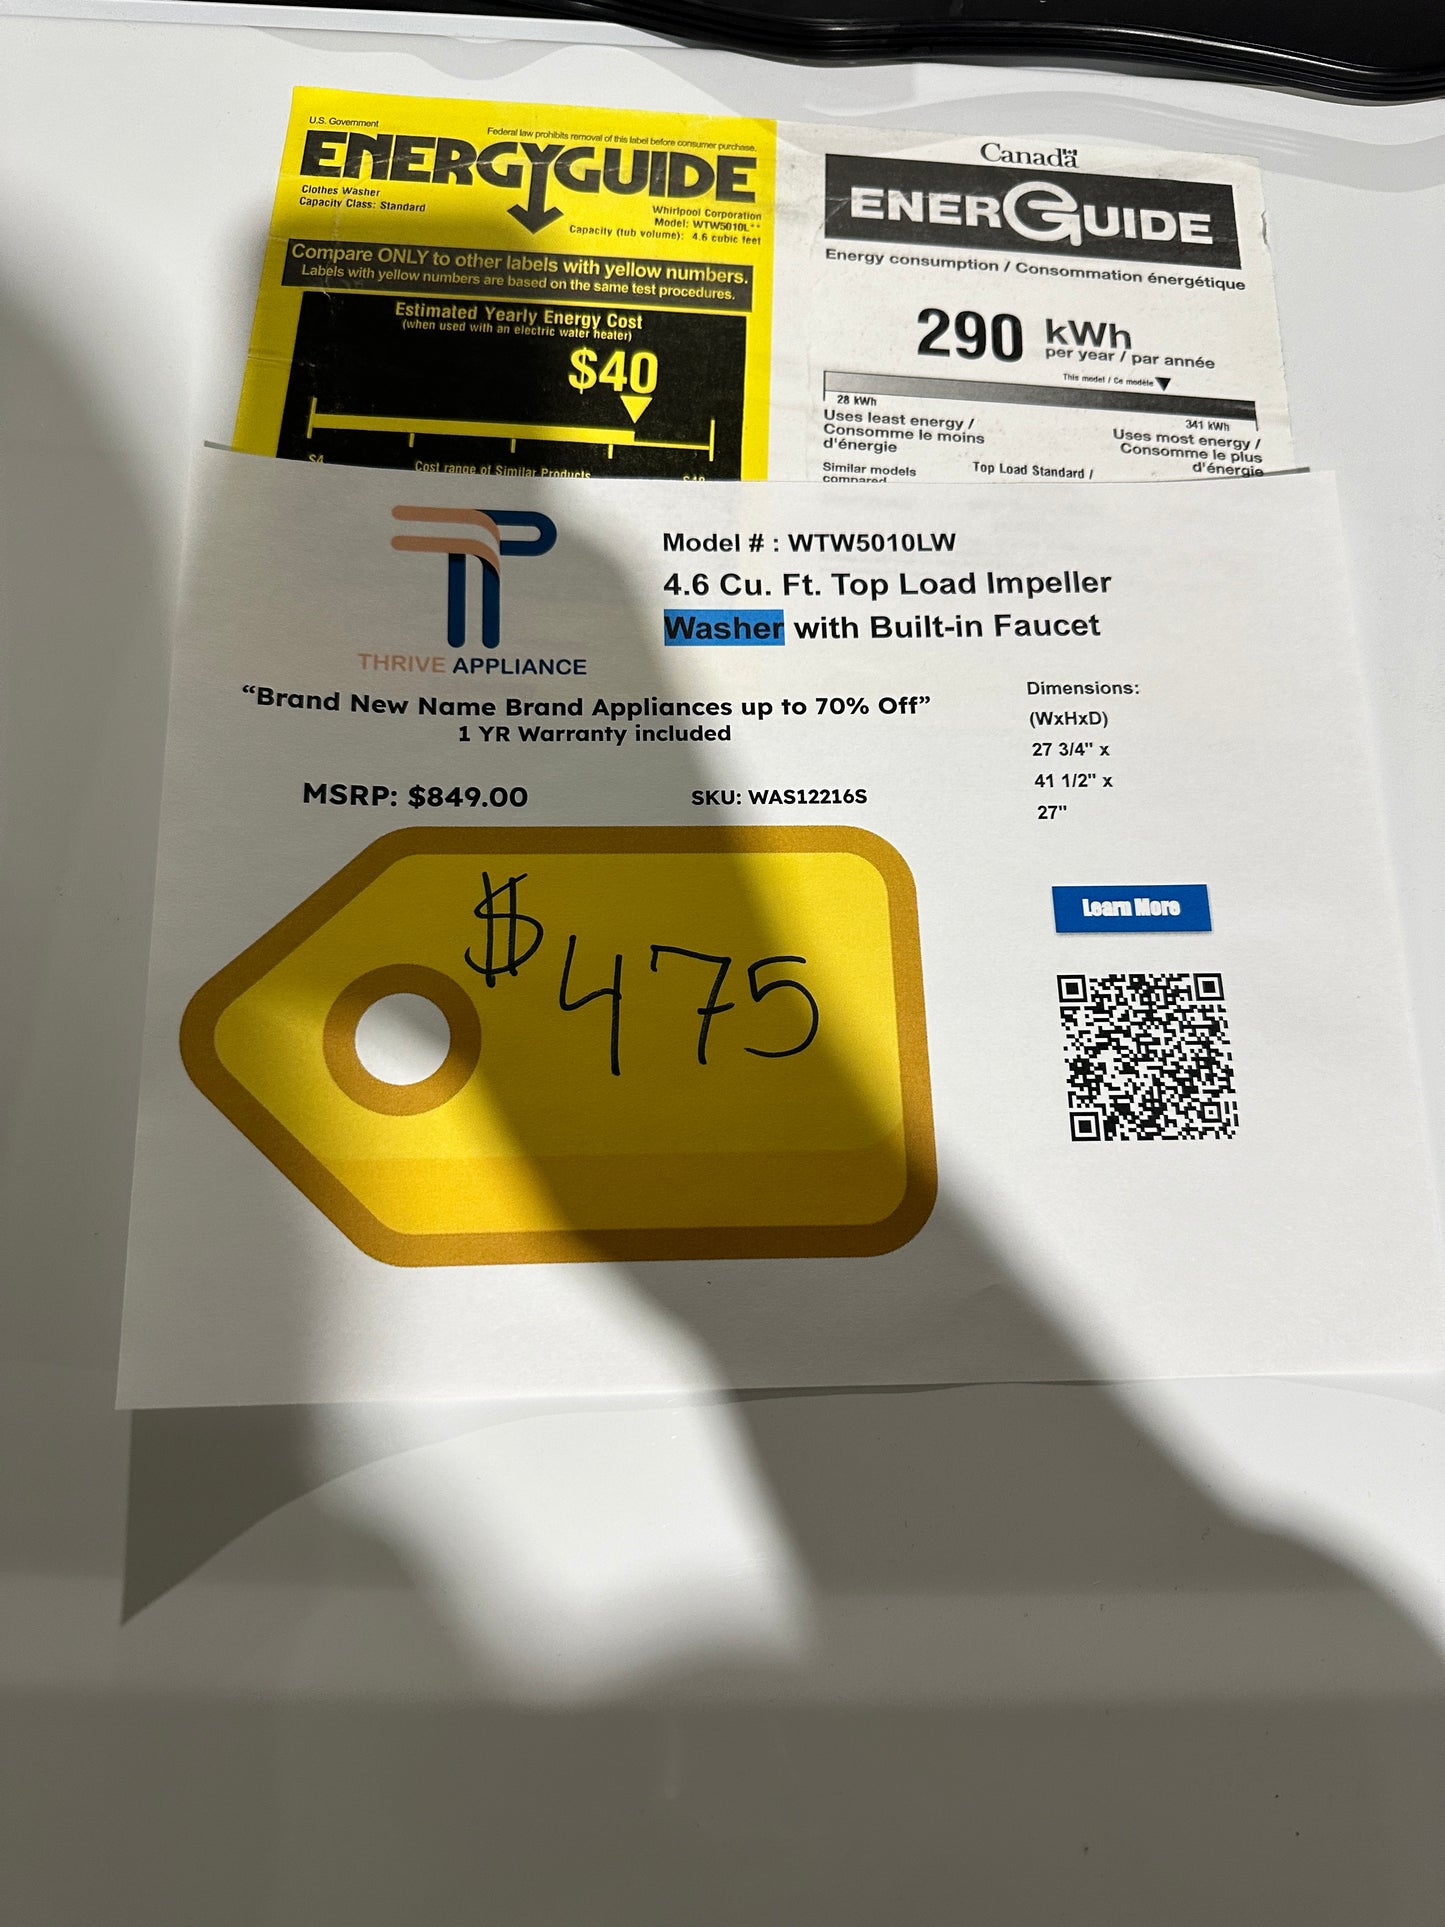 U.S. Government
Federal law prohibits removal of this label before consumer purchase.
ENERGYGUIDE
Clothes Washer
Capacity Class: Standard
Whirlpool Corporation
Model: WTW5010L**
Capacity (tub volume): 4.6 cubic feet
Compare ONLY to other labels with yellow numbers.
Labels with yellow numbers are based on the same test procedures.
Estimated Yearly Energy Cost
(when used with an electric water heater)
$40
$4
Cost range of Similar Products
Canada
ENERGUIDE
Energy consumption / Consommation énergétique
290 kWh
per year / par année
This model / Ce modèle
28 kWh
341 kWh
Uses least energy /
Consomme le moins
d'énergie
Uses most energy /
Consomme le plus
d'énergie
Similar models
compared
Top Load Standard /
THRIVE APPLIANCE
Model # : WTW5010LW
4.6 Cu. Ft. Top Load Impeller
Washer with Built-in Faucet
“Brand New Name Brand Appliances up to 70% Off”
1 YR Warranty included
Dimensions:
(WxHxD)
27 3/4" x
41 1/2" x
27"
MSRP: $849.00
SKU: WAS12216S
$475
Learn More